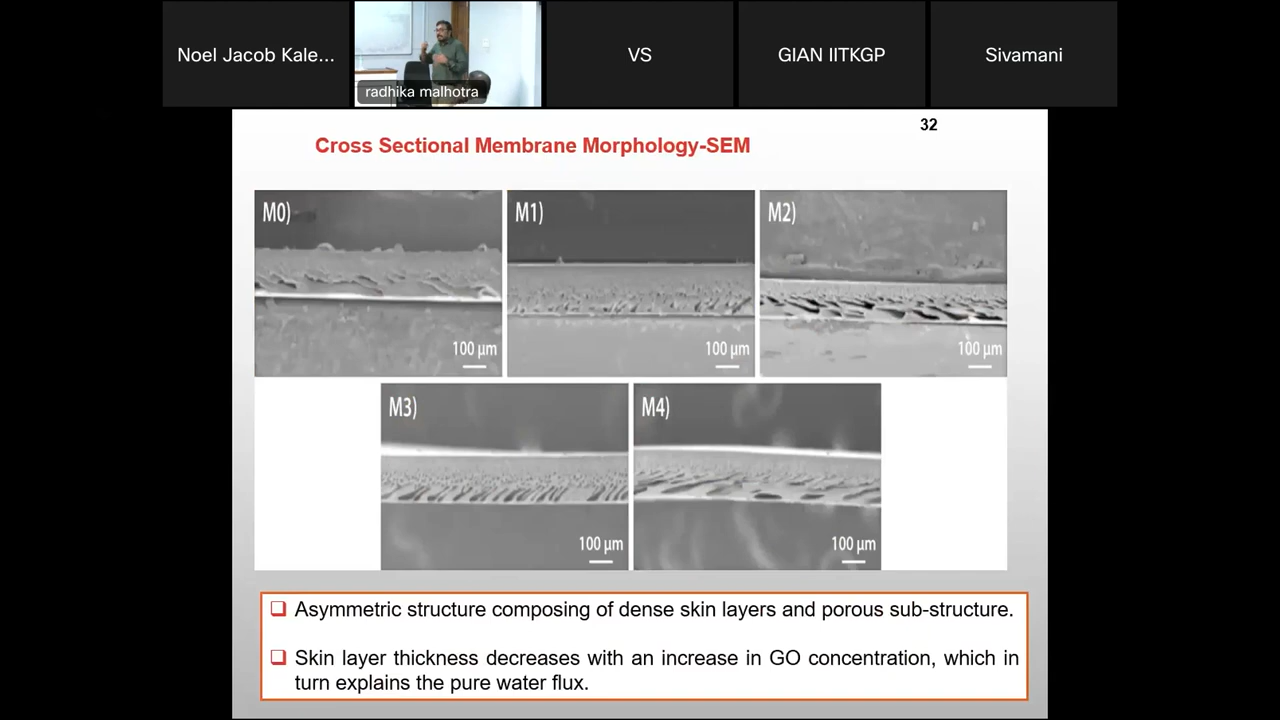 Noel Jacob Kale...
radhika malhotra
VS
GIAN IITKGP
Sivamani
32
Cross Sectional Membrane Morphology-SEM
M0)
100 µm
M1)
100 µm
M2)
100 µm
M3)
100 µm
M4)
100 µm
Asymmetric structure composing of dense skin layers and porous sub-structure.
Skin layer thickness decreases with an increase in GO concentration, which in
turn explains the pure water flux.